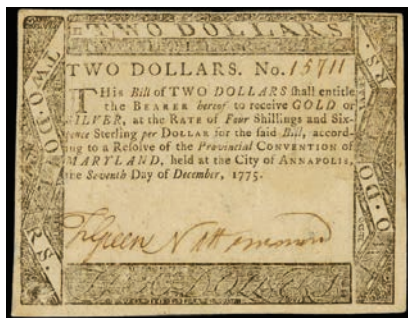 TWO DOLLARS
TWO DOLLARS. No. 15711
THIS Bill of TWO DOLLARS shall entitle
the BEARER hereof to receive GOLD or
SILVER, at the RATE of Four Shillings and Six-
pence Sterling per DOLLAR for the said Bill, accord-
ing to a Resolve of the Provincial CONVENTION of
MARYLAND, held at the City of ANNAPOLIS,
the Seventh Day of December, 1775.
TWO DOLLARS.